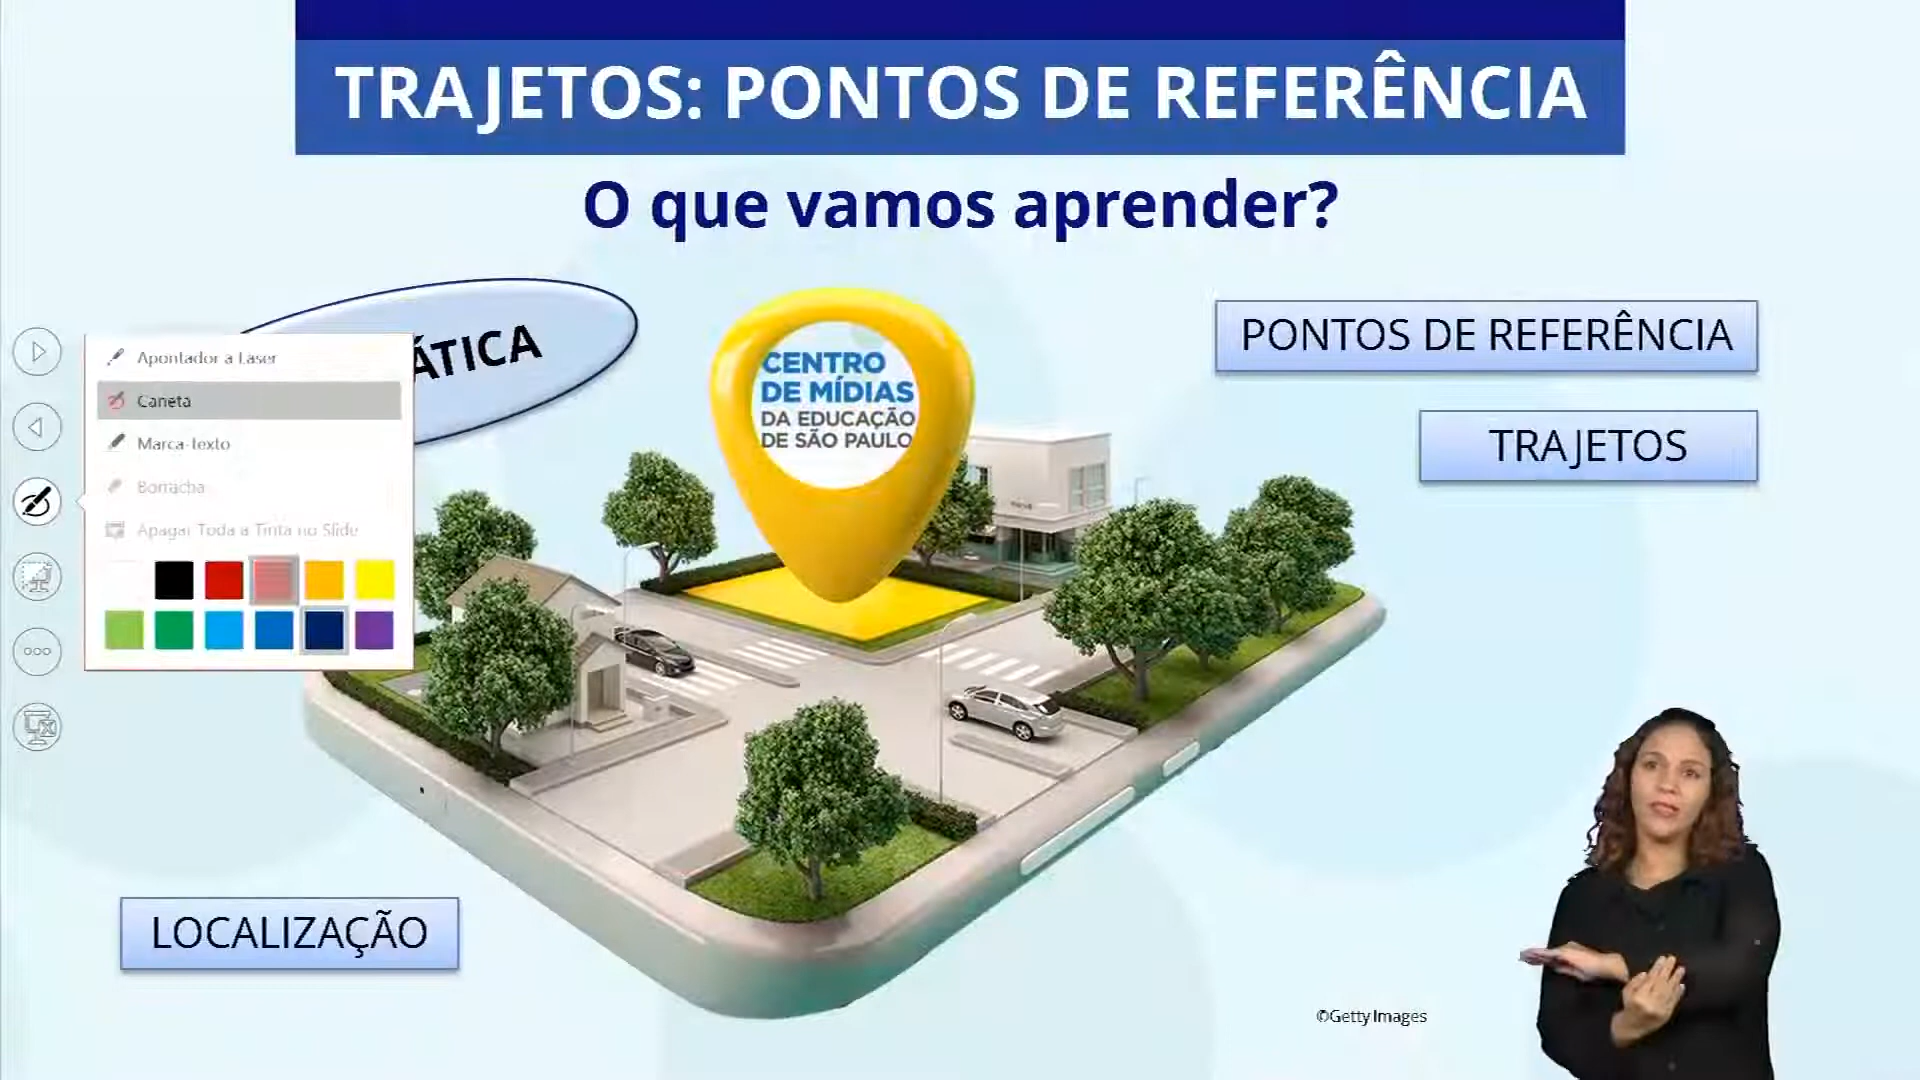 TRAJETOS: PONTOS DE REFERÊNCIA
O que vamos aprender?
ÁTICA
CENTRO
DE MÍDIAS
DA EDUCAÇÃO
DE SÃO PAULO
PONTOS DE REFERÊNCIA
TRAJETOS
Apontador a Laser
Caneta
Marca-texto
Borracha
Apagar Toda a Tinta no Slide
LOCALIZAÇÃO
©Getty Images